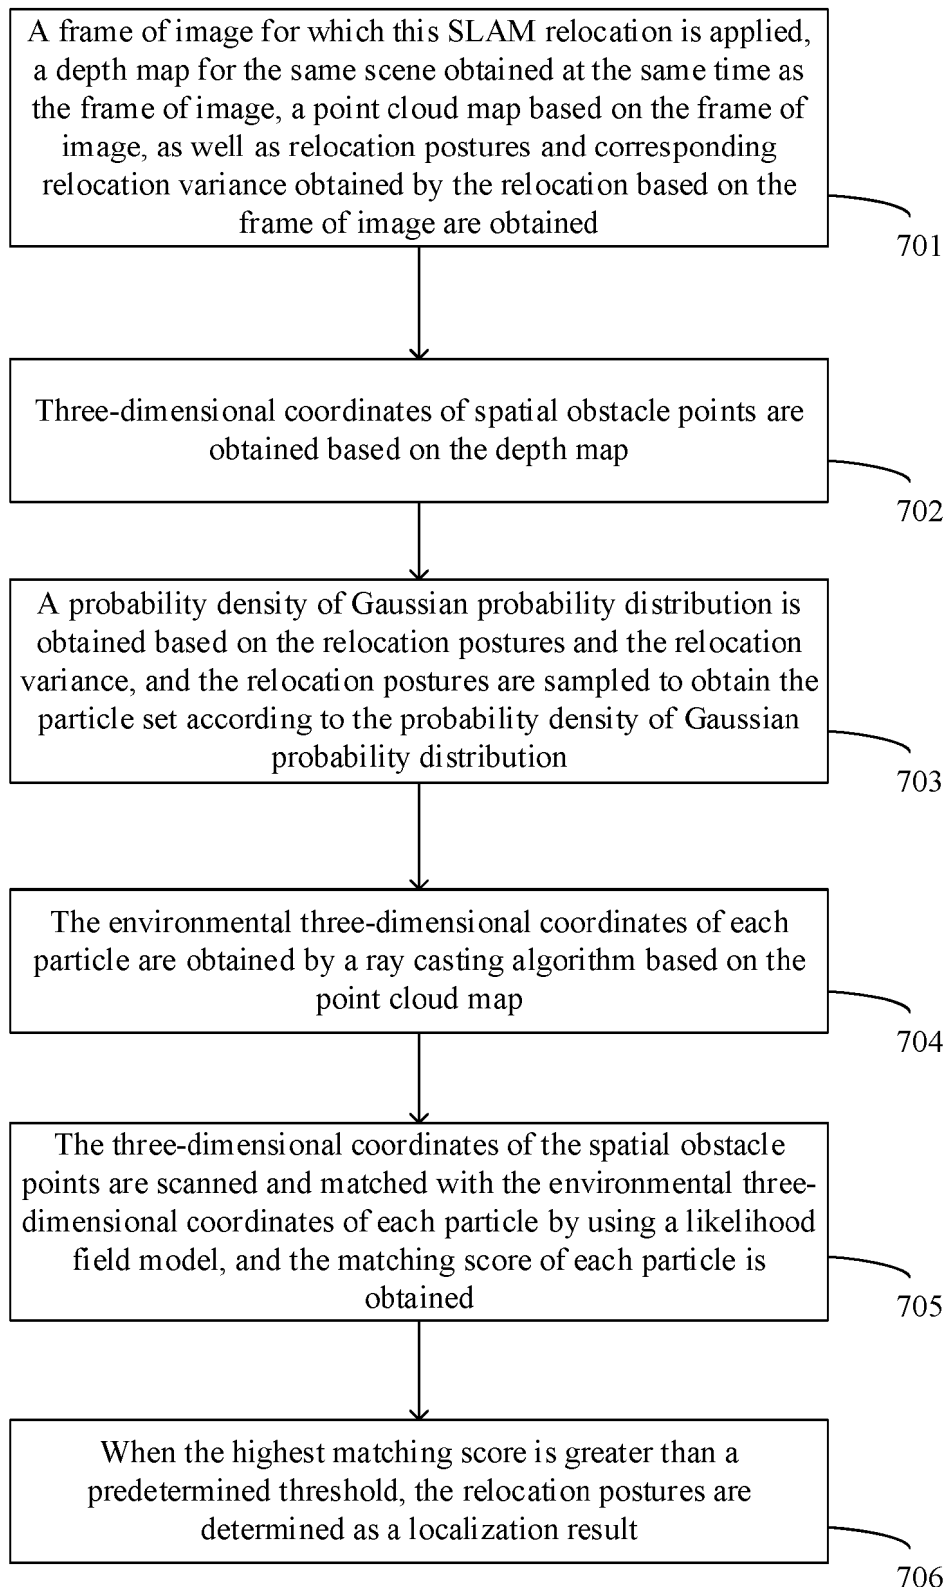 A frame of image for which this SLAM relocation is applied,
a depth map for the same scene obtained at the same time as
the frame of image, a point cloud map based on the frame of
image, as well as relocation postures and corresponding
relocation variance obtained by the relocation based on the
frame of image are obtained
701
Three-dimensional coordinates of spatial obstacle points are
obtained based on the depth map
702
A probability density of Gaussian probability distribution is
obtained based on the relocation postures and the relocation
variance, and the relocation postures are sampled to obtain the
particle set according to the probability density of Gaussian
probability distribution
703
The environmental three-dimensional coordinates of each
particle are obtained by a ray casting algorithm based on the
point cloud map
704
The three-dimensional coordinates of the spatial obstacle
points are scanned and matched with the environmental three-
dimensional coordinates of each particle by using a likelihood
field model, and the matching score of each particle is
obtained
705
When the highest matching score is greater than a
predetermined threshold, the relocation postures are
determined as a localization result
706